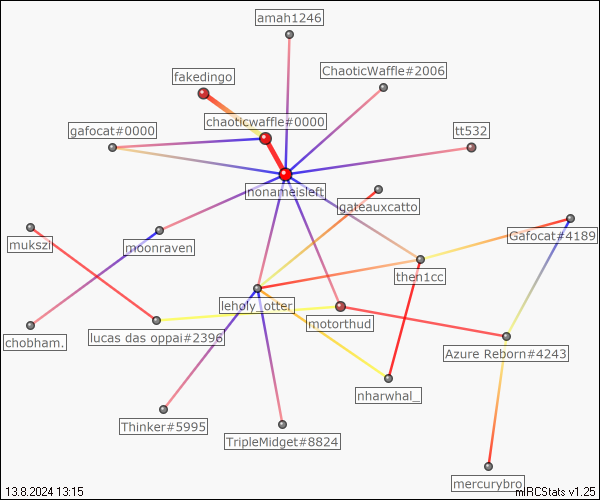 amah1246
ChaoticWaffle#2006
fakedingo
chaoticwaffle#0000
gafocat#0000
tt532
nonameisleft
gateauxcatto
Gafocat#4189
mukszi
moonraven
then1cc
leholy_otter
motorthud
chobham.
lucas das oppai#2396
Azure Reborn#4243
nharwhal_
Thinker#5995
TripleMidget#8824
mercurybro
13.8.2024 13:15
mIRCStats v1.25